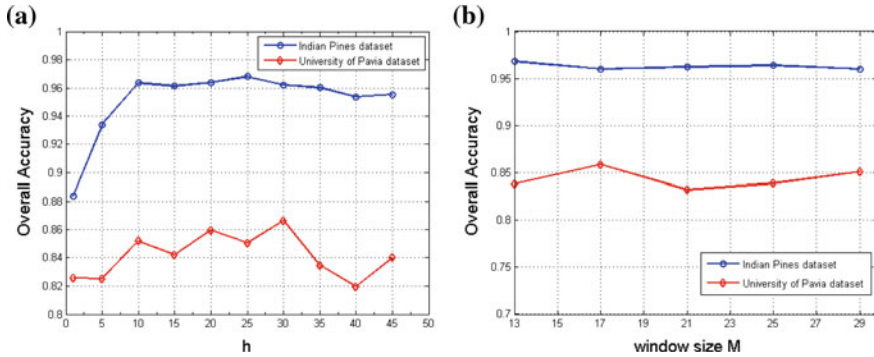 (a)
1
0.98
0.96
0.94
0.92
0.9
0.88
0.86
0.84
0.82
0.8
Overall Accuracy
Indian Pines dataset
University of Pavia dataset
0 5 10 15 20 25 30 35 40 45 50
h
(b)
1
0.95
0.9
0.85
0.8
0.75
0.7
Overall Accuracy
Indian Pines dataset
University of Pavia dataset
13 15 17 19 21 23 25 27 29
window size M